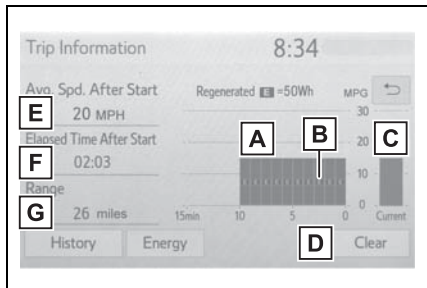 Trip Information 8:34
Avg. Spd. After Start Regenerated E =50Wh MPG
E 20 MPH 30
Elapsed Time After Start A B 20 C
F 02:03 10
Range
G 26 miles 15min 10 5 0 0 Current
History Energy D Clear